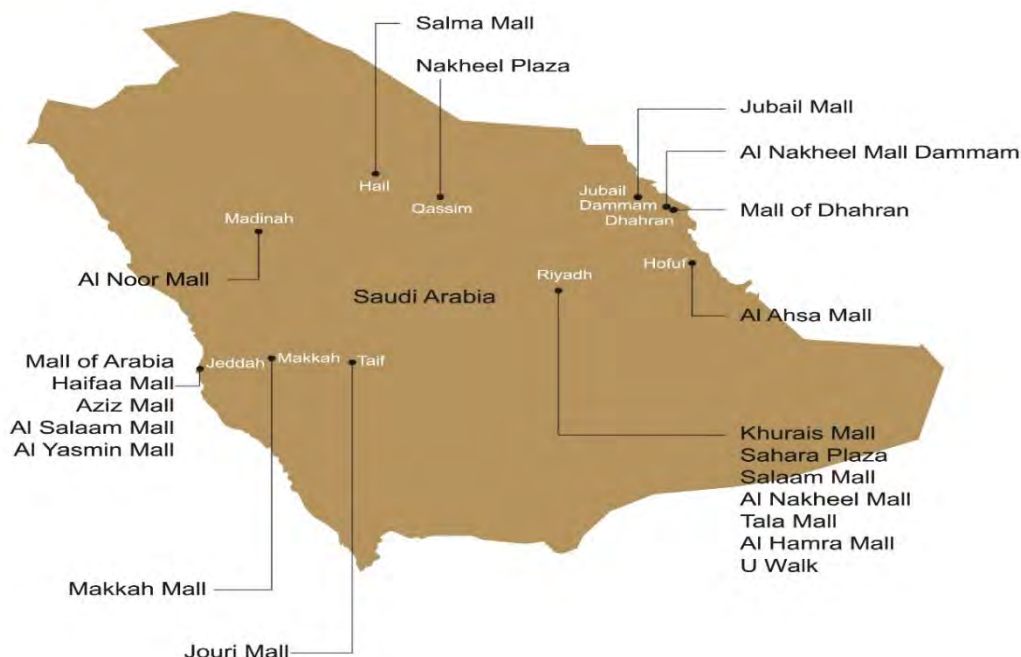 Salma Mall
Nakheel Plaza
Jubail Mall
Al Nakheel Mall Dammam
Mall of Dhahran
Hail
Qassim
Jubail
Dammam
Dhahran
Madinah
Al Noor Mall
Riyadh
Hofuf
Saudi Arabia
Al Ahsa Mall
Mall of Arabia
Haifaa Mall
Aziz Mall
Al Salaam Mall
Al Yasmin Mall
Jeddah
Makkah
Taif
Khurais Mall
Sahara Plaza
Salaam Mall
Al Nakheel Mall
Tala Mall
Al Hamra Mall
U Walk
Makkah Mall
Jouri Mall